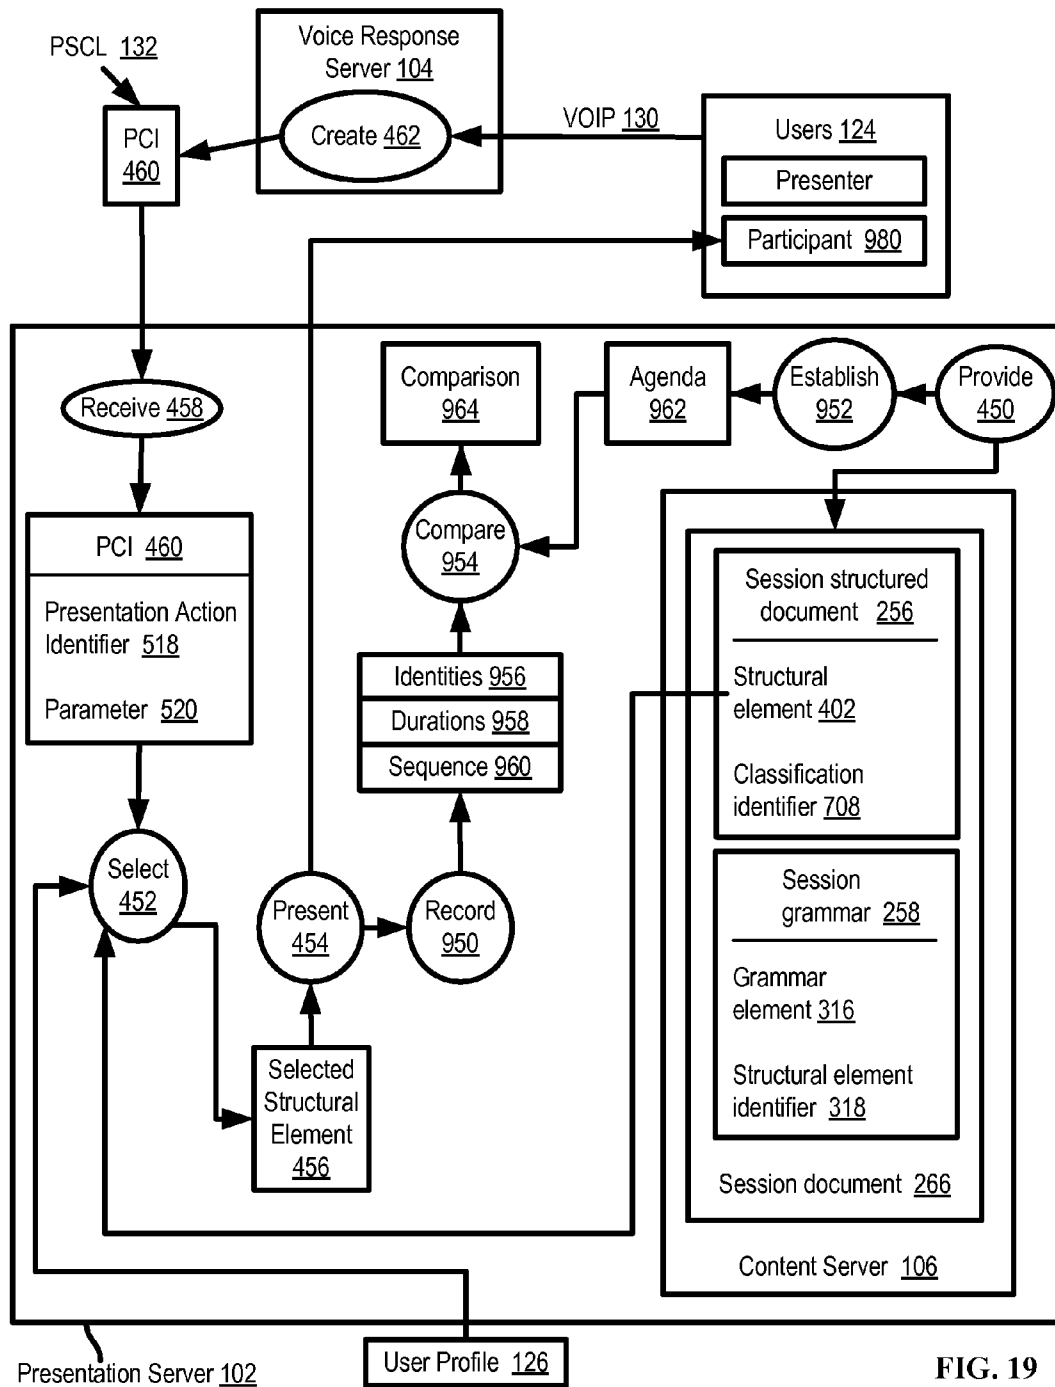 PSCL 132
Voice Response
Server 104
Create 462
VOIP 130
PCI
460
Users 124
Presenter
Participant 980
Receive 458
Comparison
964
Agenda
962
Establish
952
Provide
450
PCI 460
Presentation Action
Identifier 518
Parameter 520
Compare
954
Identities 956
Durations 958
Sequence 960
Session structured
document 256
Structural
element 402
Classification
identifier 708
Select
452
Present
454
Record
950
Session
grammar 258
Grammar
element 316
Structural element
identifier 318
Selected
Structural
Element
456
Session document 266
Content Server 106
Presentation Server 102
User Profile 126
FIG. 19